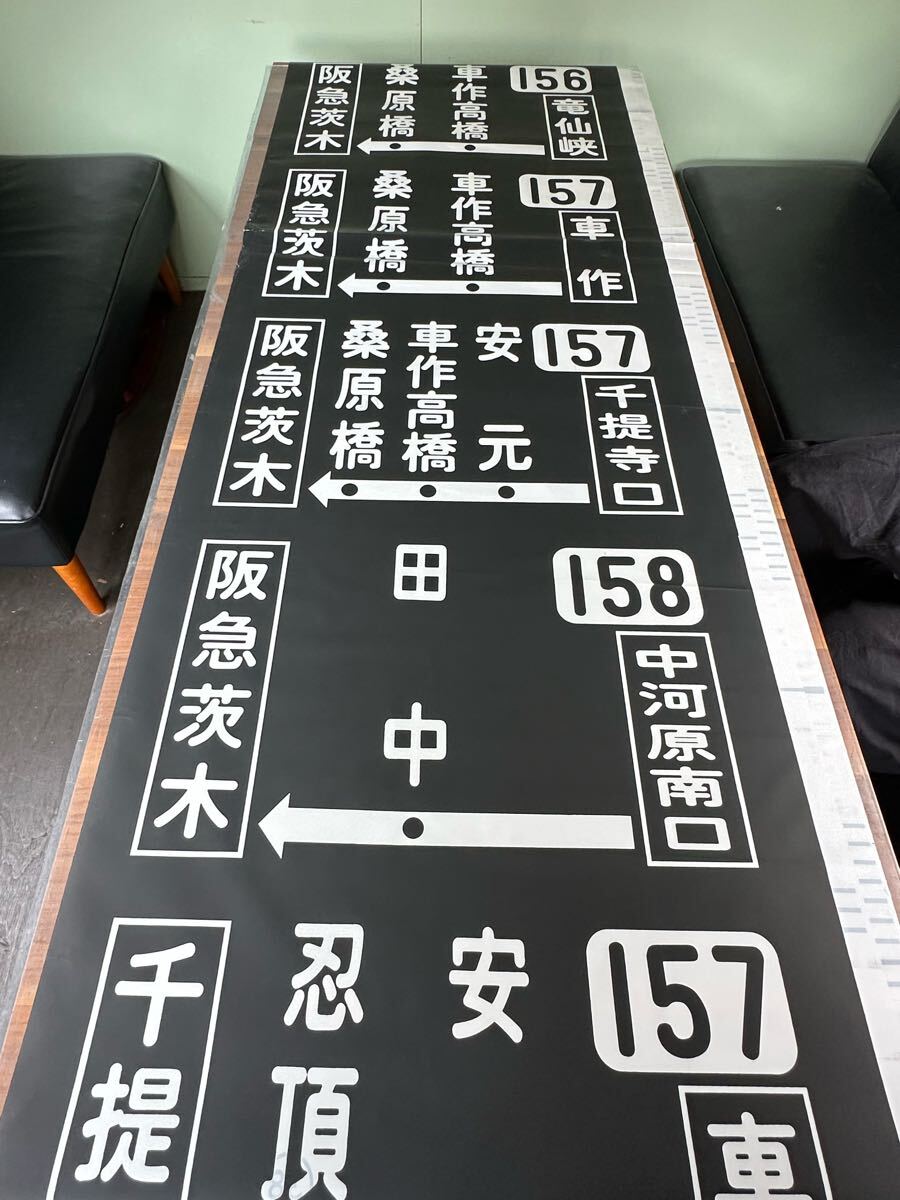 156
竜仙峡
車作高橋
桑原橋
阪急茨木
157
車作
車作高橋
桑原橋
阪急茨木
157
千提寺口
安元
車作高橋
桑原橋
阪急茨木
158
中河原南口
田中
阪急茨木
157
車
安
忍頂
千提